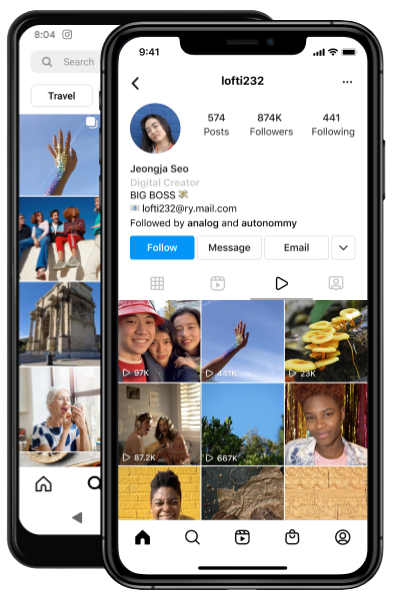 8:04
Search
Travel
9:41
lofti232
574 874K 441
Posts Followers Following
Jeongja Seo
Digital Creator
BIG BOSS
lofti232@ry.mail.com
Followed by analog and autonommy
Follow Message Email
97K 441K 23K
87.2K 667K